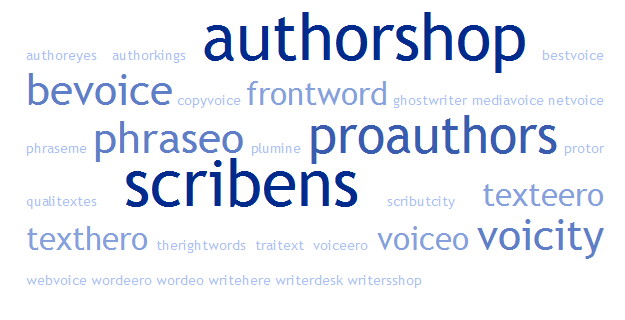 authoreyes authorkings authorshop bestvoice
bevoice copyvoice frontword ghostwriter mediavoice netvoice
phraseme phraseo plumine proauthors protor
qualitextes scribens scributcity texteero
texthero therightwords traitext voiceero voiceo voicity
webvoice wordeero wordeo writehere writerdesk writersshop